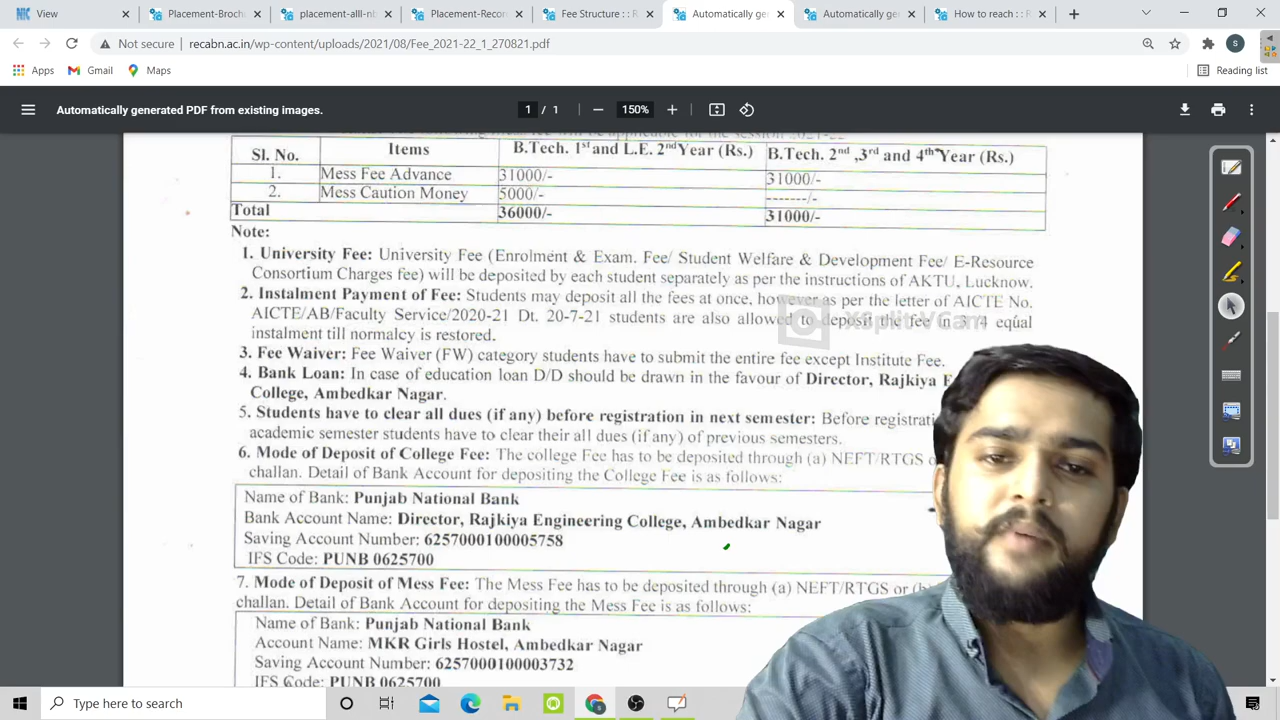 View
Placement-Broch
placement-alll-nt
Placement-Recor
Fee Structure : : R
Automatically ge
Automatically ge
How to reach : : R
Not secure
recabn.ac.in/wp-content/uploads/2021/08/Fee_2021-22_1_270821.pdf
S
Apps
Gmail
Maps
Reading list
Automatically generated PDF from existing images.
1 / 1
150%
Sl. No.
Items
B.Tech. 1st and L.E. 2nd Year (Rs.)
B.Tech. 2nd ,3rd and 4th Year (Rs.)
1.
Mess Fee Advance
31000/-
31000/-
2.
Mess Caution Money
5000/-
-------/-
Total
36000/-
31000/-
Note:
1. University Fee: University Fee (Enrolment & Exam. Fee/ Student Welfare & Development Fee/ E-Resource
Consortium Charges fee) will be deposited by each student separately as per the instructions of AKTU, Lucknow.
2. Instalment Payment of Fee: Students may deposit all the fees at once, however as per the letter of AICTE No.
AICTE/AB/Faculty Service/2020-21 Dt. 20-7-21 students are also allowed to deposit the fee in 3/4 equal
instalment till normalcy is restored.
XSplit VCam
3. Fee Waiver: Fee Waiver (FW) category students have to submit the entire fee except Institute Fee.
4. Bank Loan: In case of education loan D/D should be drawn in the favour of Director, Rajkiya
College, Ambedkar Nagar.
5. Students have to clear all dues (if any) before registration in next semester: Before
academic semester students have to clear their all dues (if any) of previous semesters.
6. Mode of Deposit of College Fee: The college Fee has to be deposited through (a) NEFT/RTGS
challan. Detail of Bank Account for depositing the College Fee is as follows:
Name of Bank: Punjab National Bank
Bank Account Name: Director, Rajkiya Engineering College, Ambedkar Nagar
Saving Account Number: 6257000100005758
IFS Code: PUNB 0625700
7. Mode of Deposit of Mess Fee: The Mess Fee has to be deposited through (a) NEFT/RTGS or
challan. Detail of Bank Account for depositing the Mess Fee is as follows:
Name of Bank: Punjab National Bank
Account Name: MKR Girls Hostel, Ambedkar Nagar
Saving Account Number: 6257000100003732
IFS Code: PUNB 0625700
Type here to search